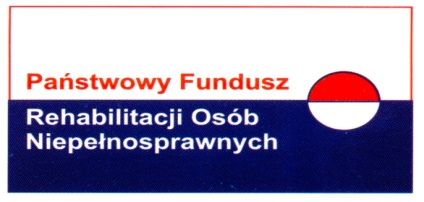 Państwowy Fundusz
Rehabilitacji Osób
Niepełnosprawnych